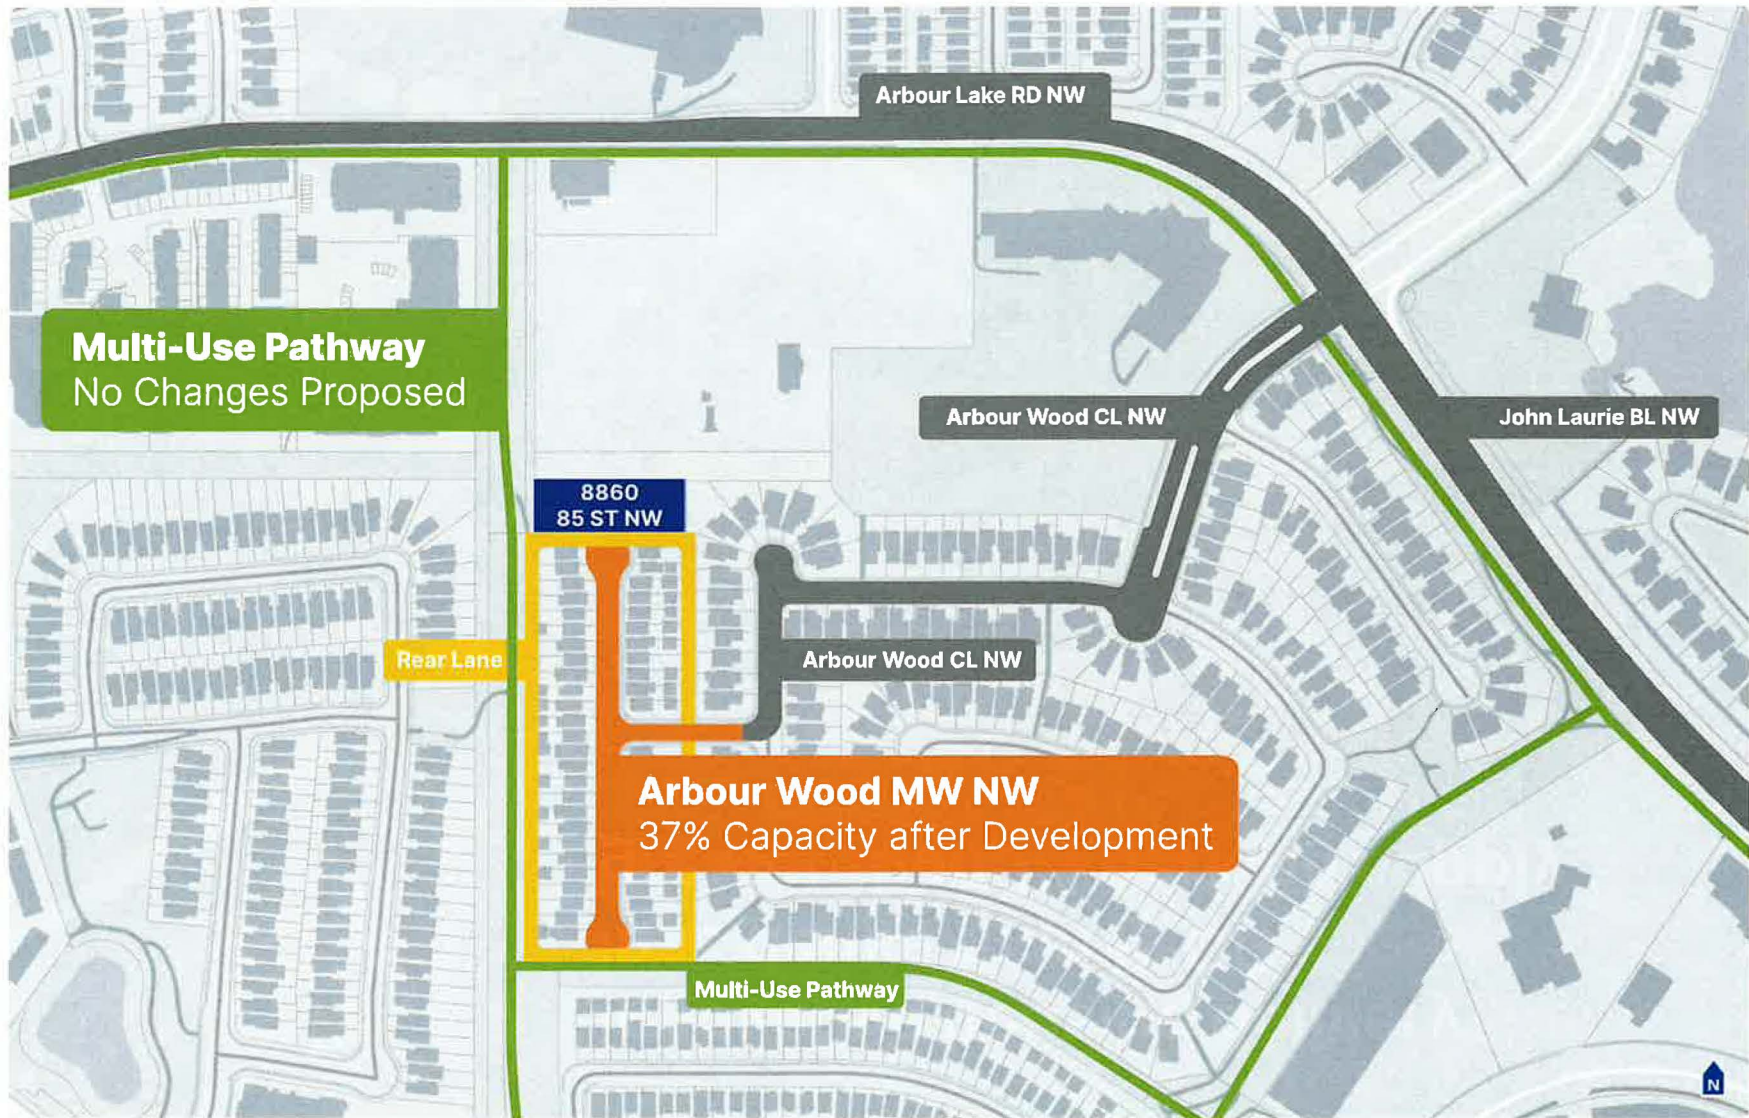 Arbour Lake RD NW
Multi-Use Pathway
No Changes Proposed
Arbour Wood CL NW
John Laurie BL NW
8860
85 ST NW
Rear Lane
Arbour Wood CL NW
Arbour Wood MW NW
37% Capacity after Development
Multi-Use Pathway
N